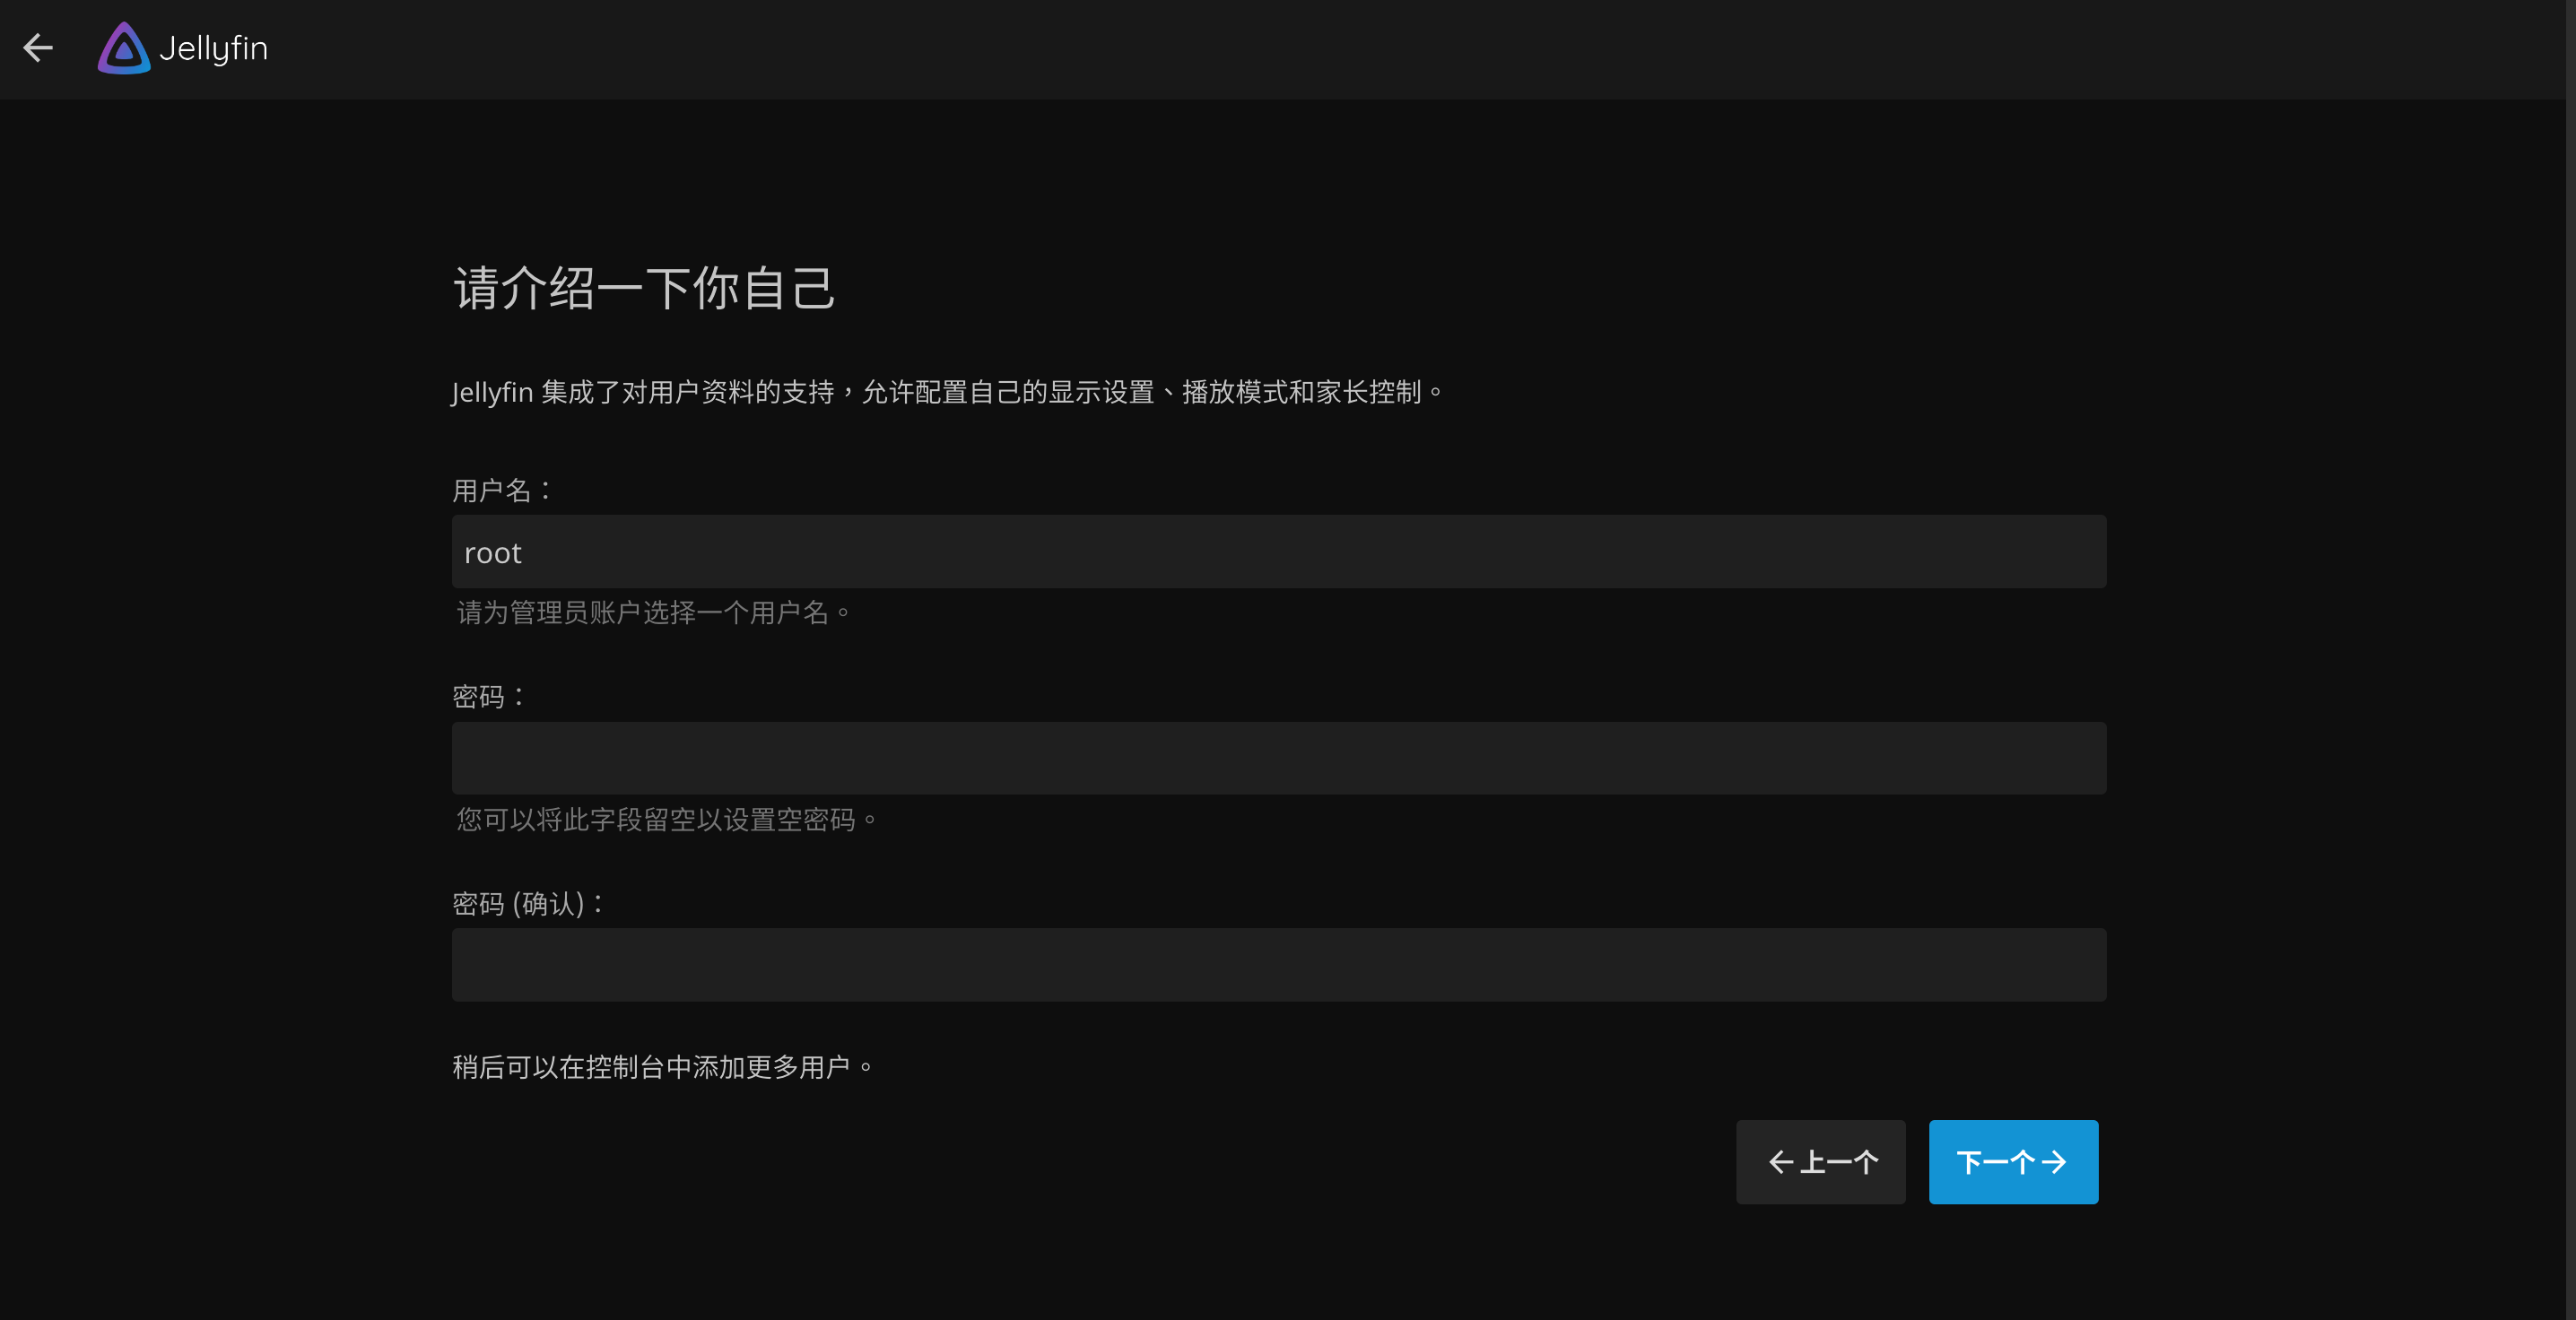 Jellyfin
请介绍一下你自己
Jellyfin 集成了对用户资料的支持，允许配置自己的显示设置、播放模式和家长控制。
用户名：
root
请为管理员账户选择一个用户名。
密码：
您可以将此字段留空以设置空密码。
密码 (确认)：
稍后可以在控制台中添加更多用户。
上一个
下一个